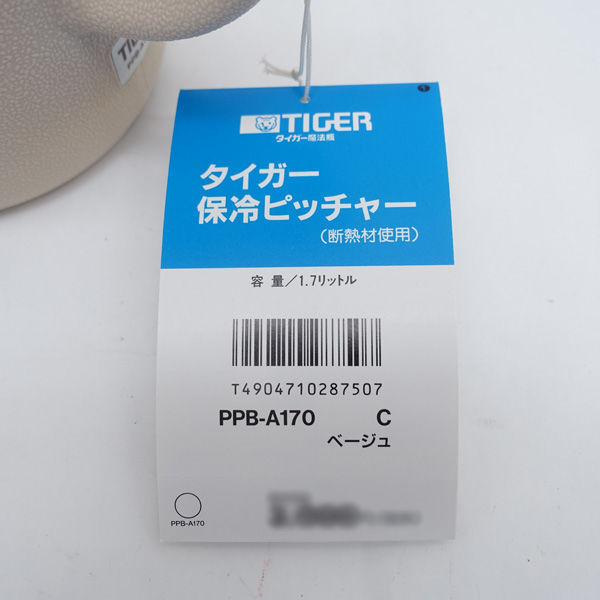 TIGER
タイガー魔法瓶
タイガー
保冷ピッチャー
(断熱材使用)
容 量/1.7リットル
T4904710287507
PPB-A170 C
ベージュ
PPB-A170